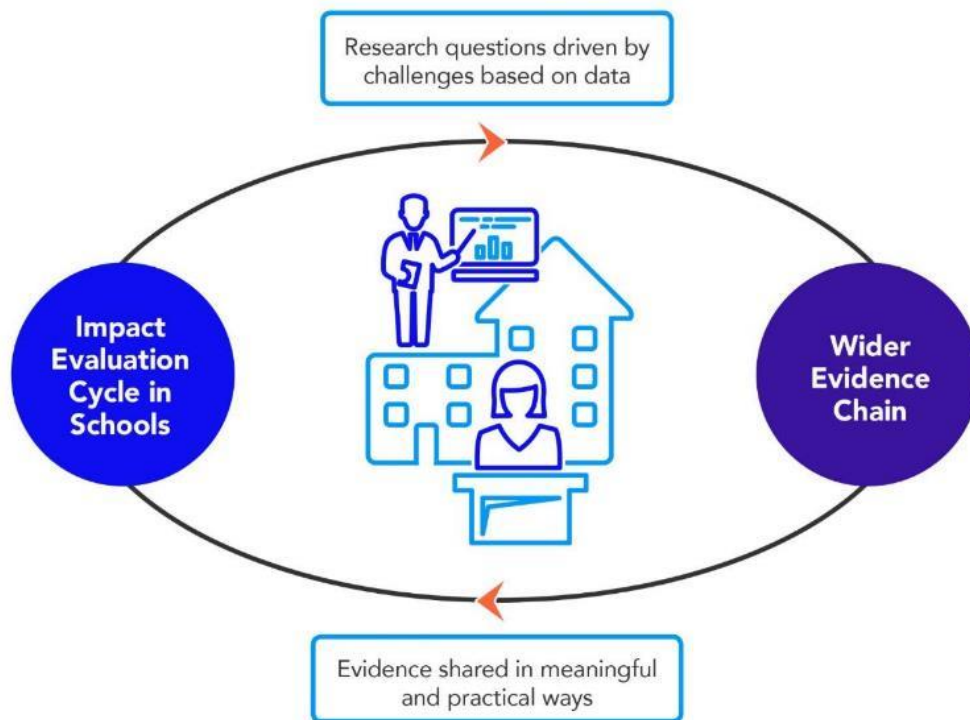 Research questions driven by
challenges based on data
Impact
Evaluation
Cycle in
Schools
Wider
Evidence
Chain
Evidence shared in meaningful
and practical ways